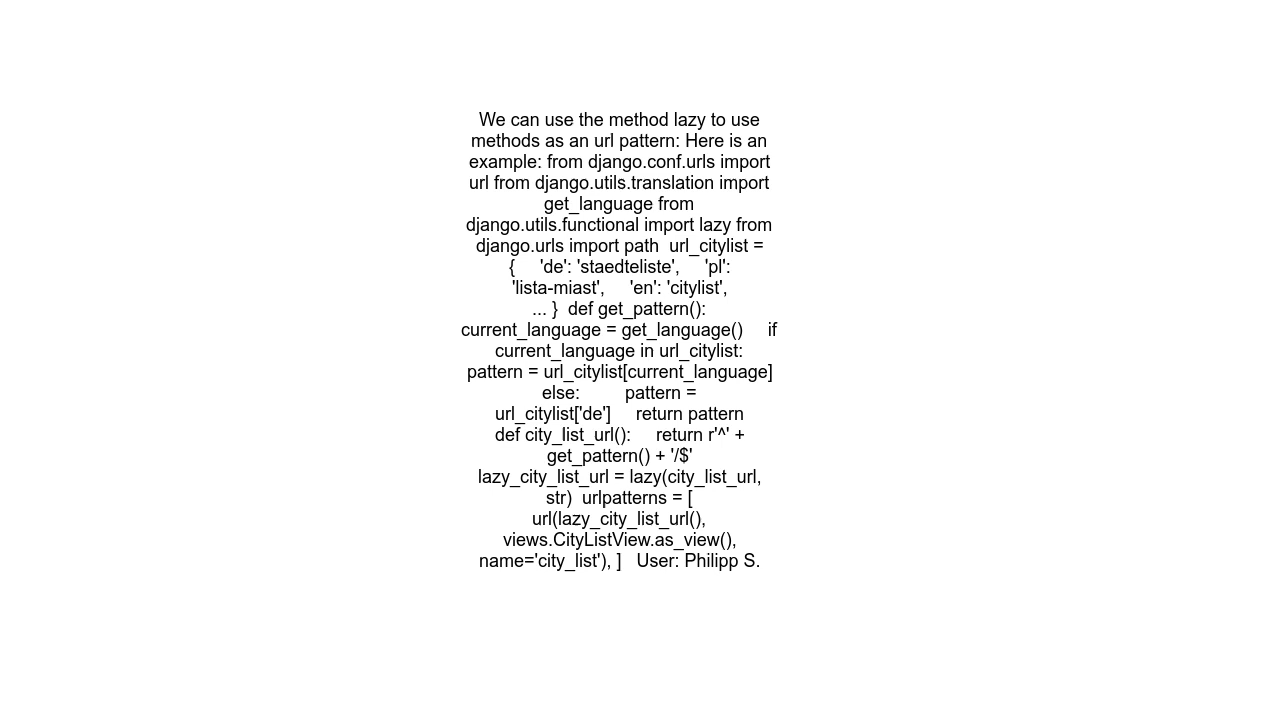 We can use the method lazy to use
methods as an url pattern: Here is an
example: from django.conf.urls import
url from django.utils.translation import
get_language from
django.utils.functional import lazy from
django.urls import path  url_citylist =
{     'de': 'staedteliste',     'pl':
'lista-miast',     'en': 'citylist',
... }  def get_pattern():
current_language = get_language()     if
current_language in url_citylist:
pattern = url_citylist[current_language]
else:         pattern =
url_citylist['de']     return pattern
def city_list_url():     return r'^' +
get_pattern() + '/$'
lazy_city_list_url = lazy(city_list_url,
str)  urlpatterns = [
url(lazy_city_list_url(),
views.CityListView.as_view(),
name='city_list'), ]   User: Philipp S.